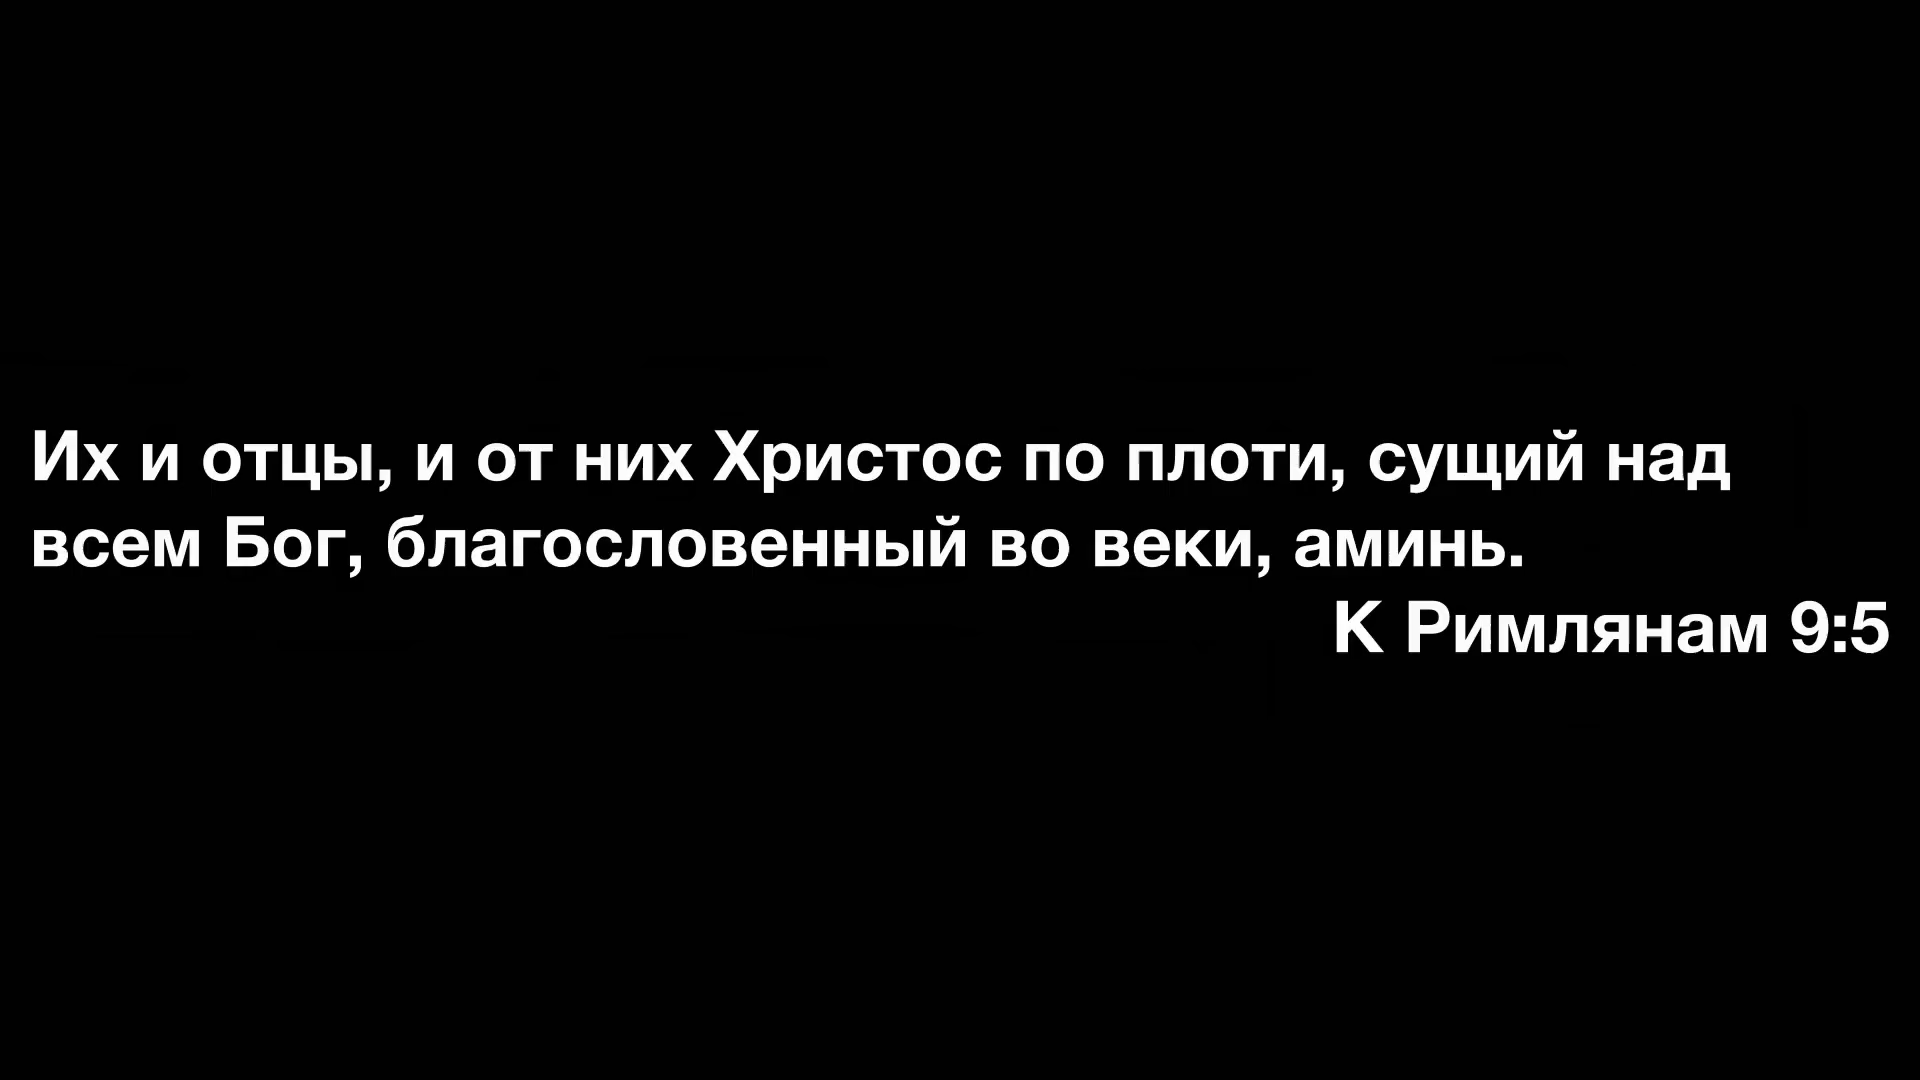 Их и отцы, и от них Христос по плоти, сущий над
всем Бог, благословенный во веки, аминь.
К Римлянам 9:5